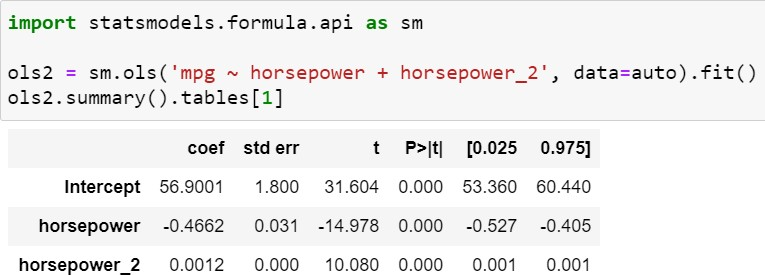 import statsmodels.formula.api as sm
ols2 = sm.ols('mpg ~ horsepower + horsepower_2', data=auto).fit()
ols2.summary().tables[1]
coef std err t P>|t| [0.025 0.975]
Intercept 56.9001 1.800 31.604 0.000 53.360 60.440
horsepower -0.4662 0.031 -14.978 0.000 -0.527 -0.405
horsepower_2 0.0012 0.000 10.080 0.000 0.001 0.001